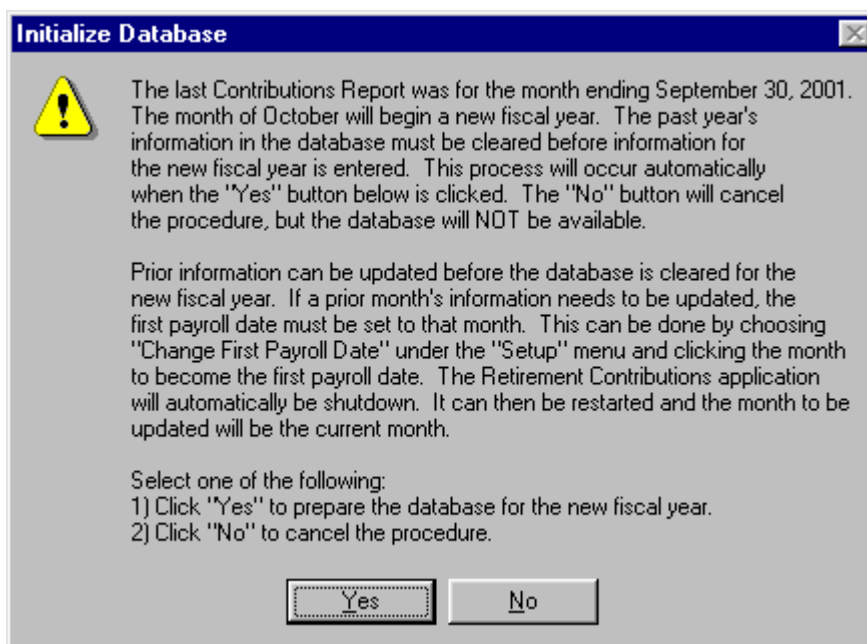 Initialize Database
The last Contributions Report was for the month ending September 30, 2001.
The month of October will begin a new fiscal year.  The past year's
information in the database must be cleared before information for
the new fiscal year is entered.  This process will occur automatically
when the "Yes" button below is clicked.  The "No" button will cancel
the procedure, but the database will NOT be available.
Prior information can be updated before the database is cleared for the
new fiscal year.  If a prior month's information needs to be updated, the
first payroll date must be set to that month.  This can be done by choosing
"Change First Payroll Date" under the "Setup" menu and clicking the month
to become the first payroll date.  The Retirement Contributions application
will automatically be shutdown.  It can then be restarted and the month to be
updated will be the current month.
Select one of the following:
1) Click "Yes" to prepare the database for the new fiscal year.
2) Click "No" to cancel the procedure.
Yes No